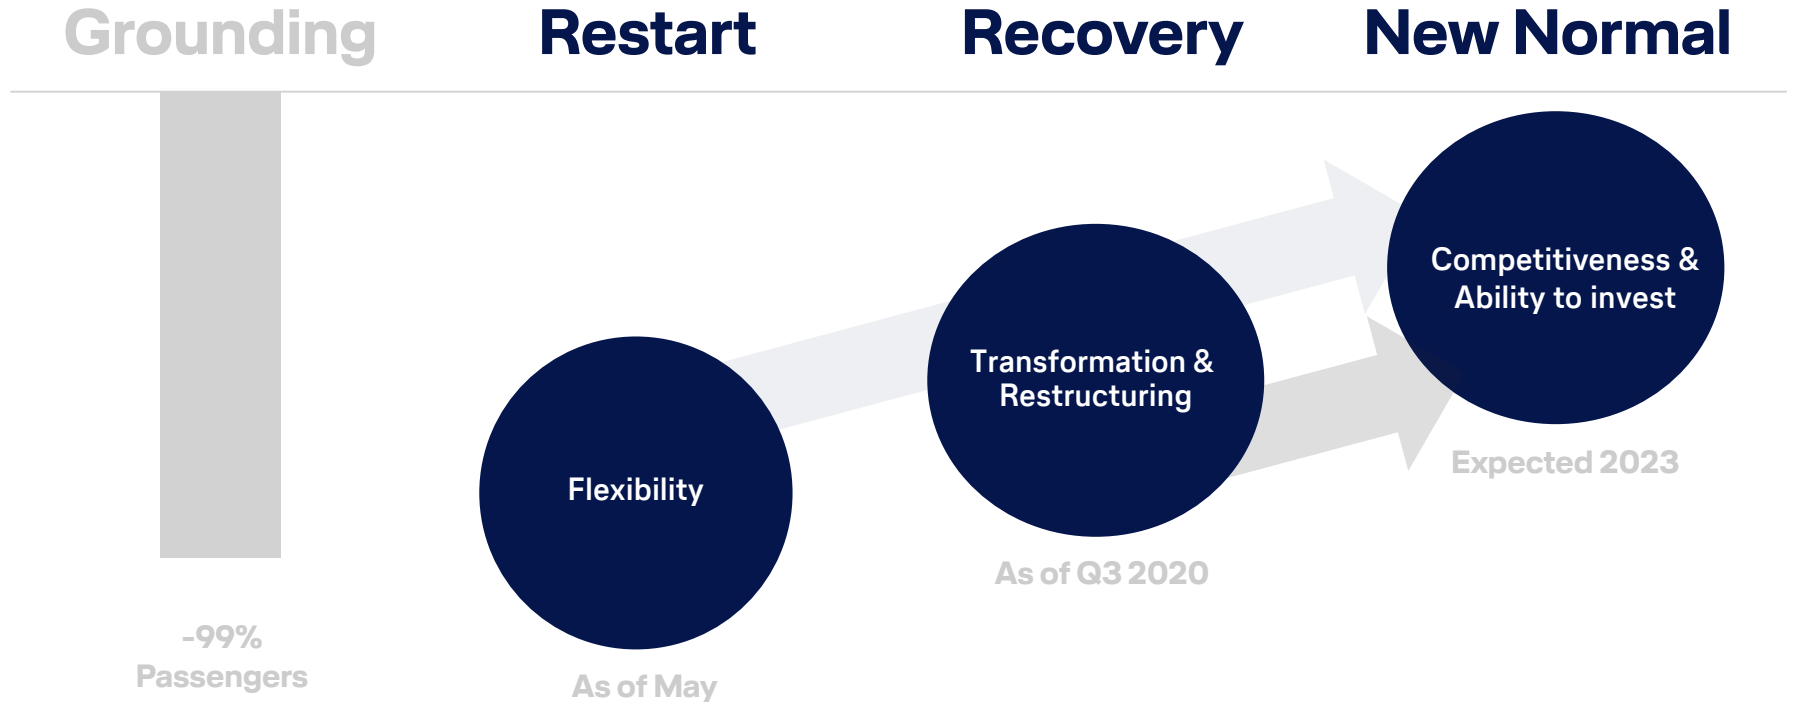 Grounding
Restart
Recovery
New Normal
Competitiveness &
Ability to invest
Transformation &
Restructuring
Flexibility
Expected 2023
As of Q3 2020
-99%
Passengers
As of May